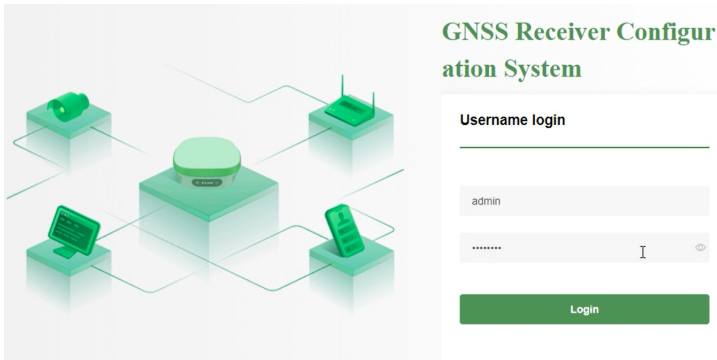 GNSS Receiver Configur
ation System
Username login
admin
••••••••
Login